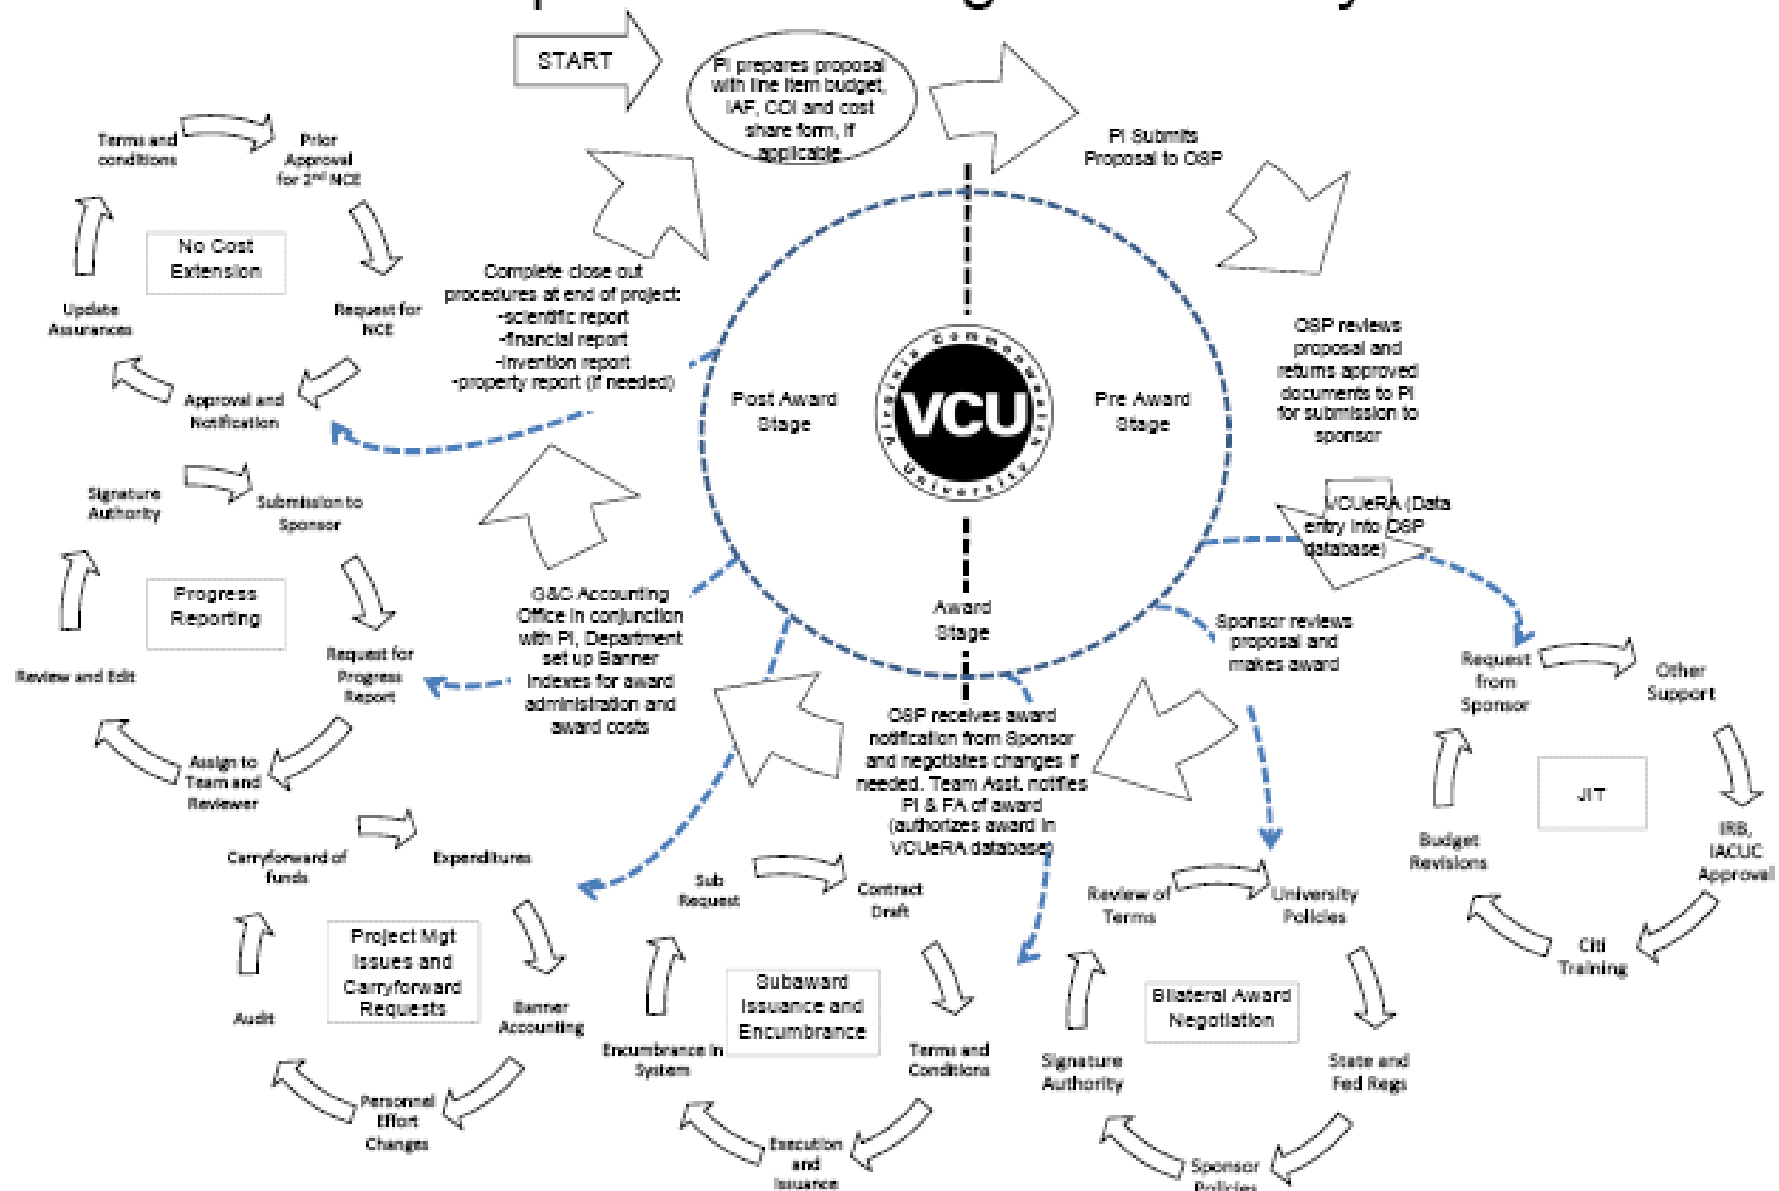 START
PI prepares proposal
with line item budget,
IAF, COI and cost
share form, if
applicable
PI Submits
Proposal to OSP
OSP reviews
proposal and
returns approved
documents to PI
for submission to
sponsor
VCUeRA (Data
entry into OSP
database)
Sponsor reviews
proposal and
makes award
OSP receives award
notification from Sponsor
and negotiates changes if
needed. Team Asst. notifies
PI & FA of award
(authorizes award in
VCUeRA database)
G&C Accounting
Office in conjunction
with PI, Department
set up Banner
indexes for award
administration and
award costs
Complete close out
procedures at end of project:
-scientific report
-financial report
-invention report
-property report (if needed)
Post Award
Stage
Virginia Commonwealth
VCU
University
Pre Award
Stage
Award
Stage
Terms and
conditions
Prior
Approval
for 2nd NCE
No Cost
Extension
Update
Assurances
Request for
NCE
Approval and
Notification
Signature
Authority
Submission to
Sponsor
Progress
Reporting
Review and Edit
Request for
Progress
Report
Assign to
Team and
Reviewer
Carryforward of
funds
Expenditures
Project Mgt
Issues and
Carryforward
Requests
Audit
Banner
Accounting
Personnel
Effort
Changes
Sub
Request
Contract
Draft
Subaward
Issuance and
Encumbrance
Encumbrance in
System
Terms and
Conditions
Execution
and
Issuance
Review of
Terms
University
Policies
Bilateral Award
Negotiation
Signature
Authority
State and
Fed Regs
Sponsor
Policies
Request
from
Sponsor
Other
Support
JIT
Budget
Revisions
IRB,
IACUC
Approval
Citi
Training